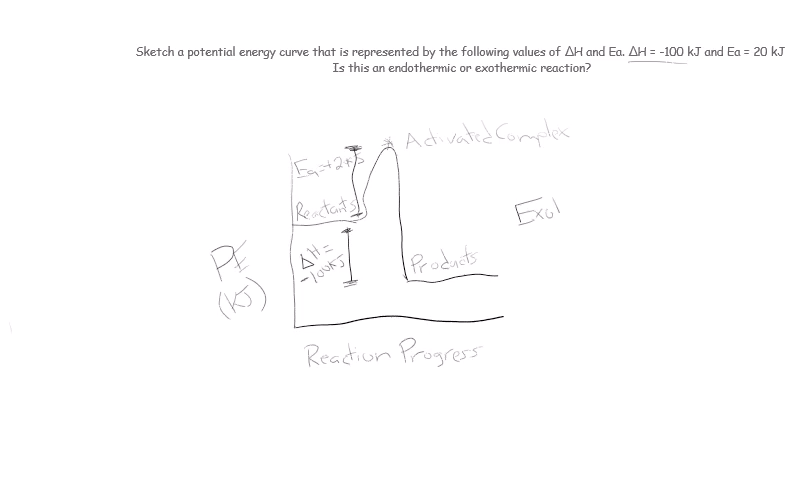 Sketch a potential energy curve that is represented by the following values of ΔH and Ea. ΔH = -100 kJ and Ea = 20 kJ
Is this an endothermic or exothermic reaction?
Activated Complex
Reactants
Exo!
ΔH =
-100KJ
Products
PE
(KJ)
Reaction Progress